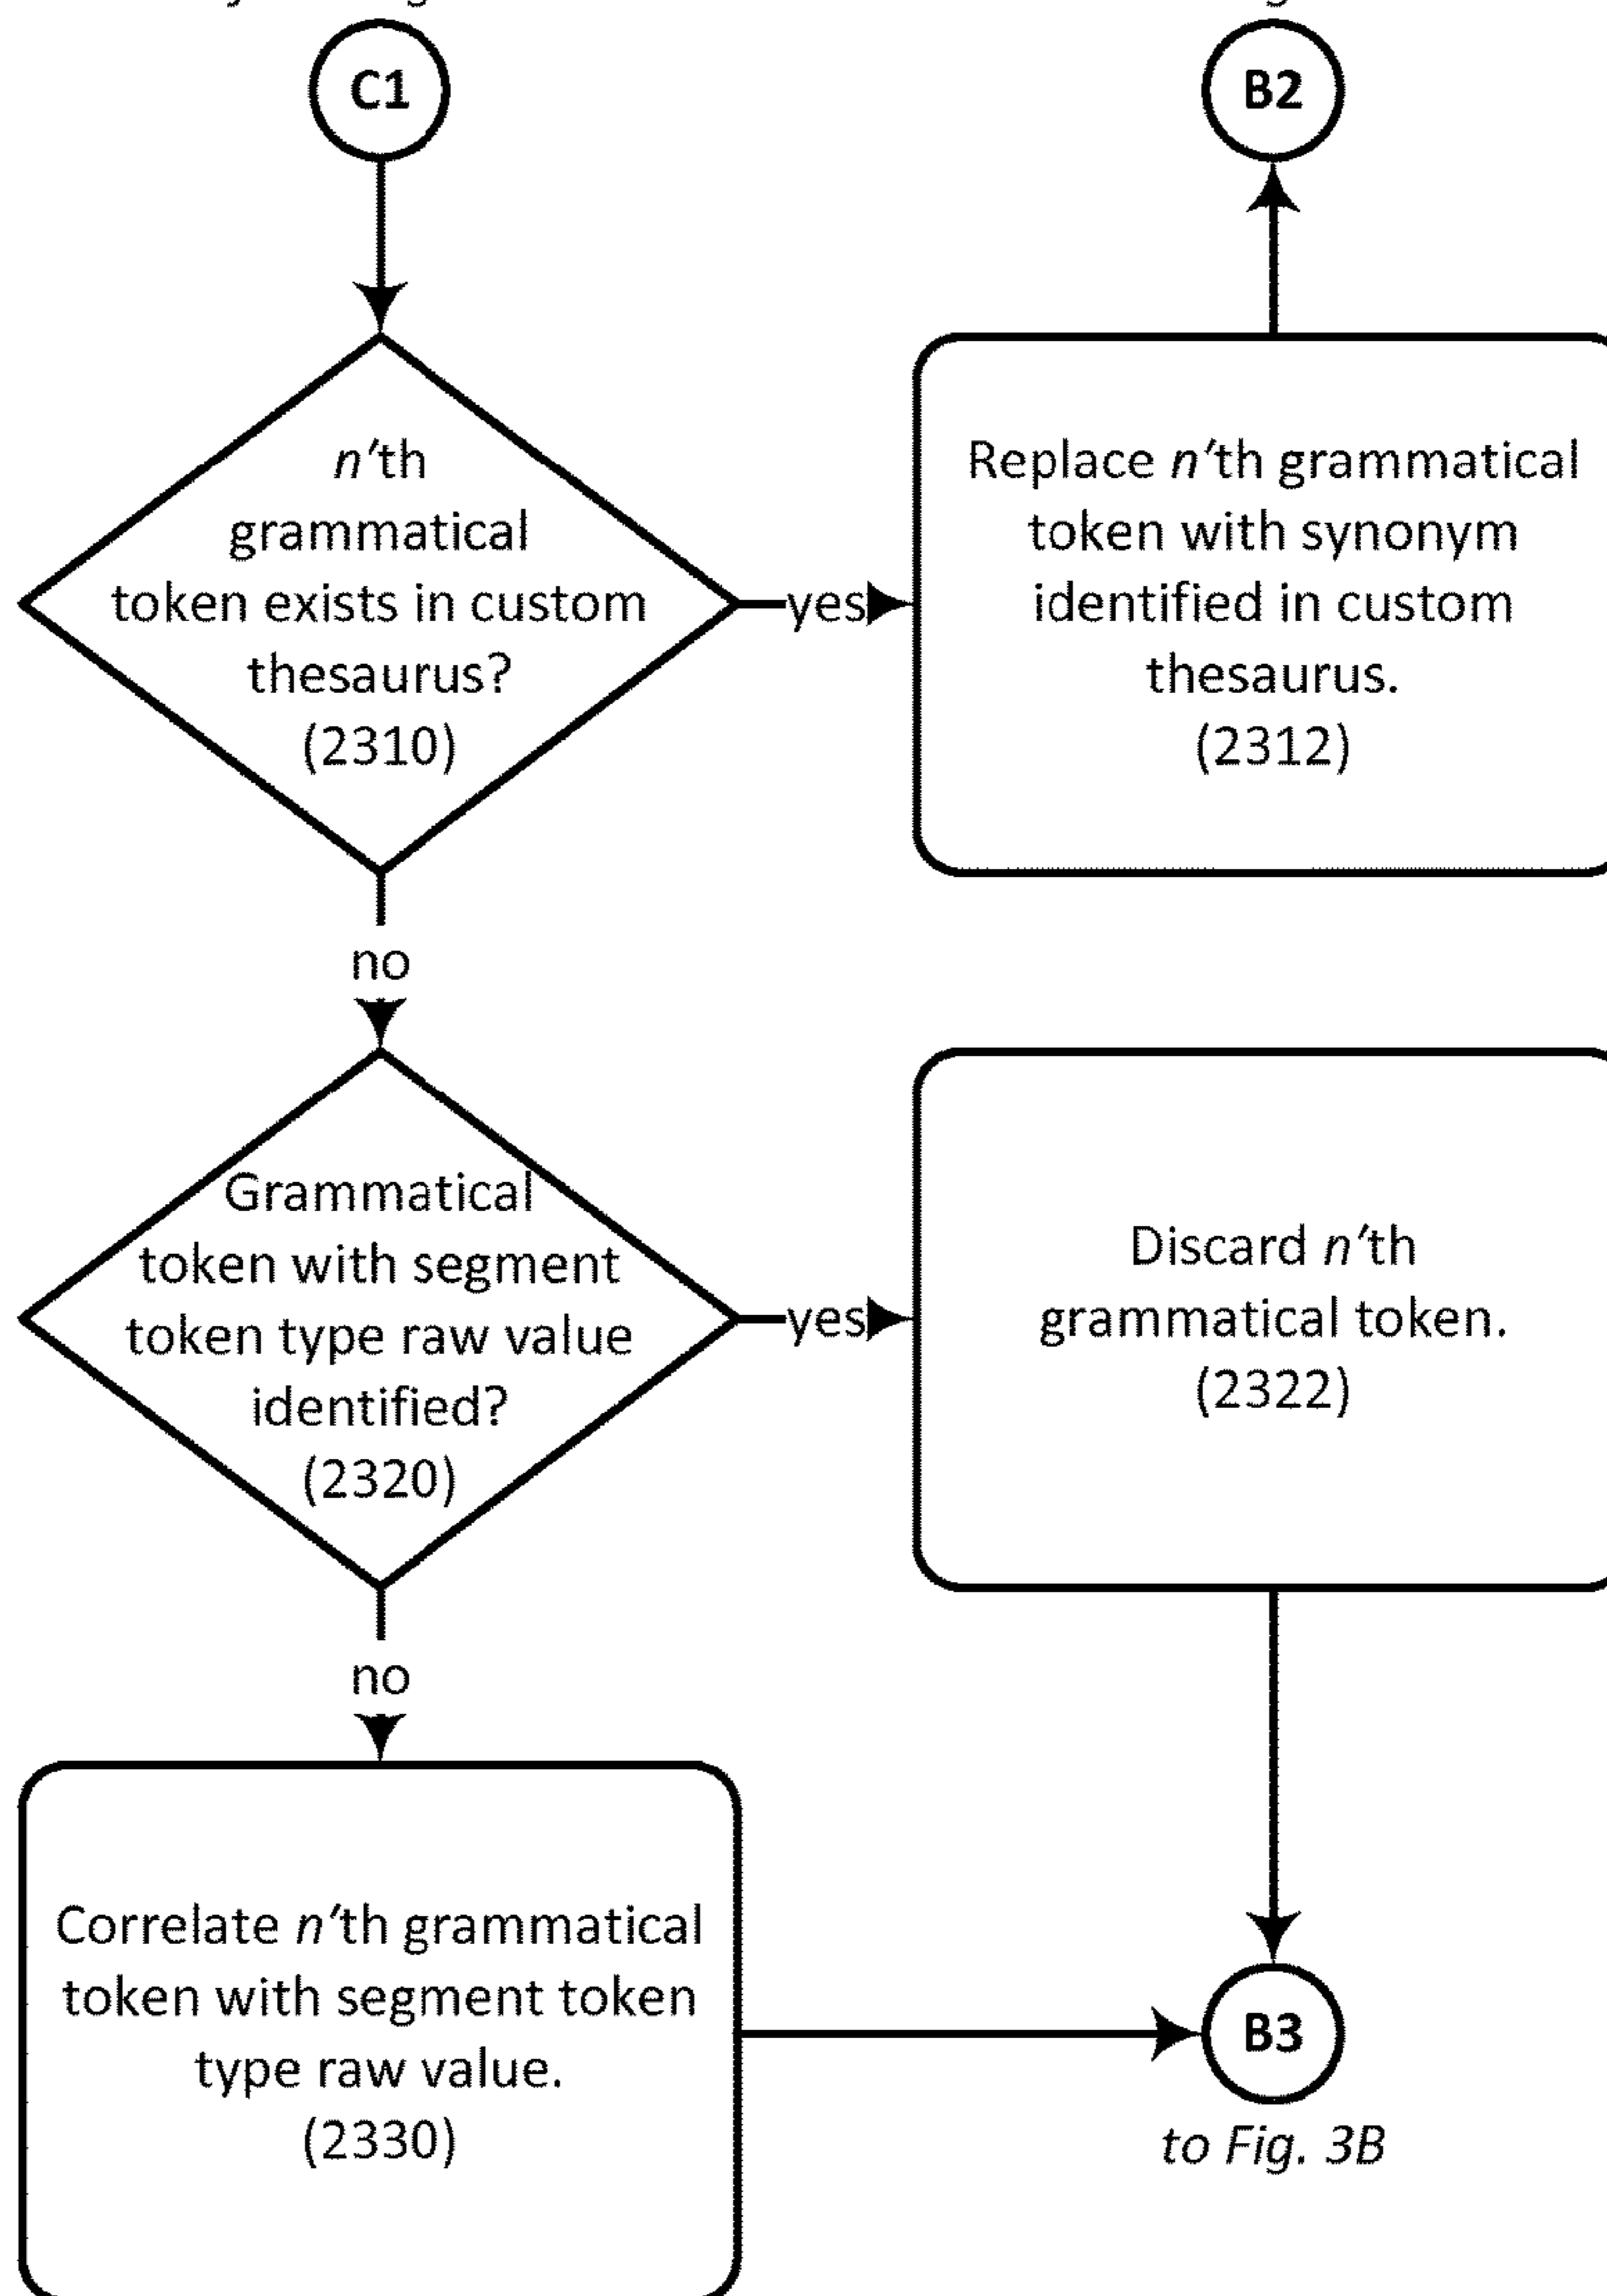 C1
B2
n'th
grammatical
token exists in custom
thesaurus?
(2310)
yes
Replace n'th grammatical
token with synonym
identified in custom
thesaurus.
(2312)
no
Grammatical
token with segment
token type raw value
identified?
(2320)
yes
Discard n'th
grammatical token.
(2322)
no
Correlate n'th grammatical
token with segment token
type raw value.
(2330)
B3
to Fig. 3B